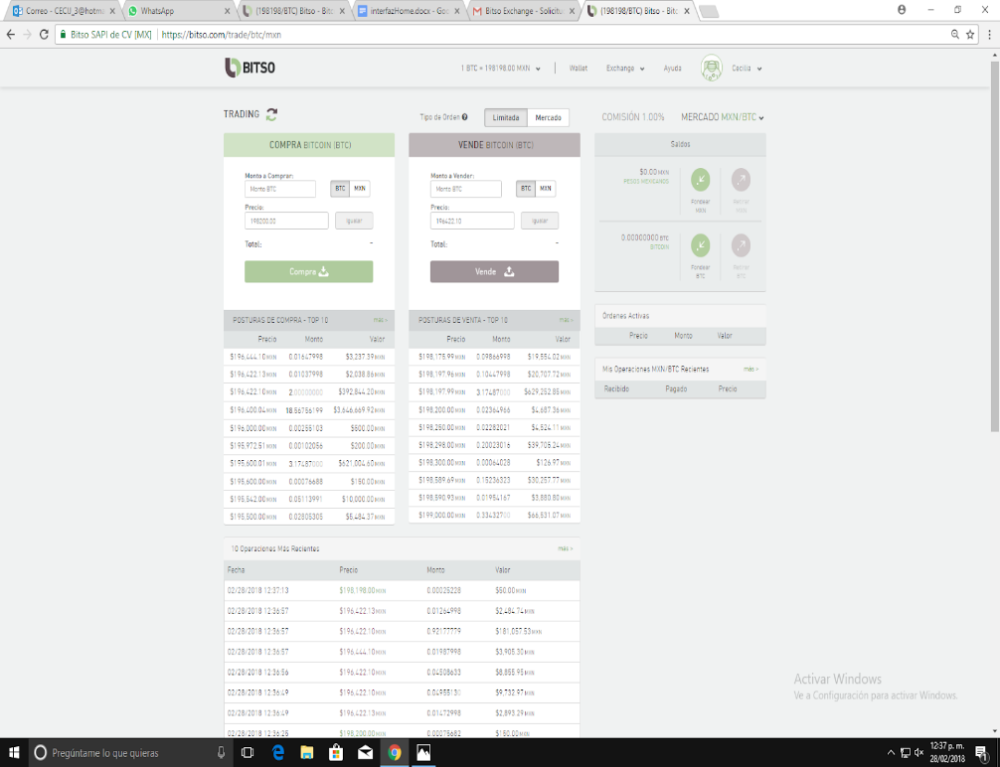 Correo - CECU_3@hotma
WhatsApp
(198198/BTC) Bitso - Bit
interfazHome.docx - Go
Bitso Exchange - Solicitu
(198198/BTC) Bitso - Bit
Bitso SAPI de CV [MX] https://bitso.com/trade/btc/mxn
BITSO
1 BTC = 198198.00 MXN
Wallet
Exchange
Ayuda
Cecilia
TRADING
Tipo de Orden
Limitada
Mercado
COMISIÓN 1.00%
MERCADO MXN/BTC
COMPRA BITCOIN (BTC)
Monto a Comprar:
Monto BTC
BTC MXN
Precio:
198200.00
Igualar
Total: -
Compra
VENDE BITCOIN (BTC)
Monto a Vender:
Monto BTC
BTC MXN
Precio:
196422.10
Igualar
Total: -
Vende
Saldos
$0.00 MXN
PESOS MEXICANOS
Fondear MXN
Retirar MXN
0.00000000 BTC
BITCOIN
Fondear BTC
Retirar BTC
Órdenes Activas
Precio Monto Valor
Mis Operaciones MXN/BTC Recientes más >
Recibido Pagado Precio
POSTURAS DE COMPRA - TOP 10 más >
Precio Monto Valor
$196,444.10 MXN 0.01647998 $3,237.39 MXN
$196,422.13 MXN 0.01037998 $2,038.86 MXN
$196,422.10 MXN 2.00000000 $392,844.20 MXN
$196,400.04 MXN 18.56756199 $3,646,669.92 MXN
$196,000.00 MXN 0.00255103 $500.00 MXN
$195,972.51 MXN 0.00102056 $200.00 MXN
$195,600.01 MXN 3.17487000 $621,004.60 MXN
$195,600.00 MXN 0.00076688 $150.00 MXN
$195,542.00 MXN 0.05113991 $10,000.00 MXN
$195,500.00 MXN 0.02805305 $5,484.37 MXN
POSTURAS DE VENTA - TOP 10 más >
Precio Monto Valor
$198,175.99 MXN 0.09866998 $19,554.02 MXN
$198,197.96 MXN 0.10447998 $20,707.72 MXN
$198,197.99 MXN 3.17487000 $629,252.85 MXN
$198,200.00 MXN 0.02364966 $4,687.36 MXN
$198,250.00 MXN 0.02282021 $4,524.11 MXN
$198,298.00 MXN 0.20023016 $39,705.24 MXN
$198,300.00 MXN 0.00064028 $126.97 MXN
$198,589.69 MXN 0.15236323 $30,257.77 MXN
$198,590.93 MXN 0.01954167 $3,880.80 MXN
$199,000.00 MXN 0.33432700 $66,531.07 MXN
10 Operaciones Más Recientes más >
Fecha Precio Monto Valor
02/28/2018 12:37:13 $198,198.00 MXN 0.00025228 $50.00 MXN
02/28/2018 12:36:57 $196,422.13 MXN 0.01264998 $2,484.74 MXN
02/28/2018 12:36:57 $196,422.10 MXN 0.92177779 $181,057.53 MXN
02/28/2018 12:36:57 $196,444.10 MXN 0.01987998 $3,905.30 MXN
02/28/2018 12:36:56 $196,422.10 MXN 0.04508633 $8,855.95 MXN
02/28/2018 12:36:49 $196,422.10 MXN 0.04955130 $9,732.97 MXN
02/28/2018 12:36:49 $196,422.13 MXN 0.01472998 $2,893.29 MXN
02/28/2018 12:36:25 $198,200.00 MXN 0.00075682 $150.00 MXN
Activar Windows
Ve a Configuración para activar Windows.
Pregúntame lo que quieras
12:37 p. m.
28/02/2018